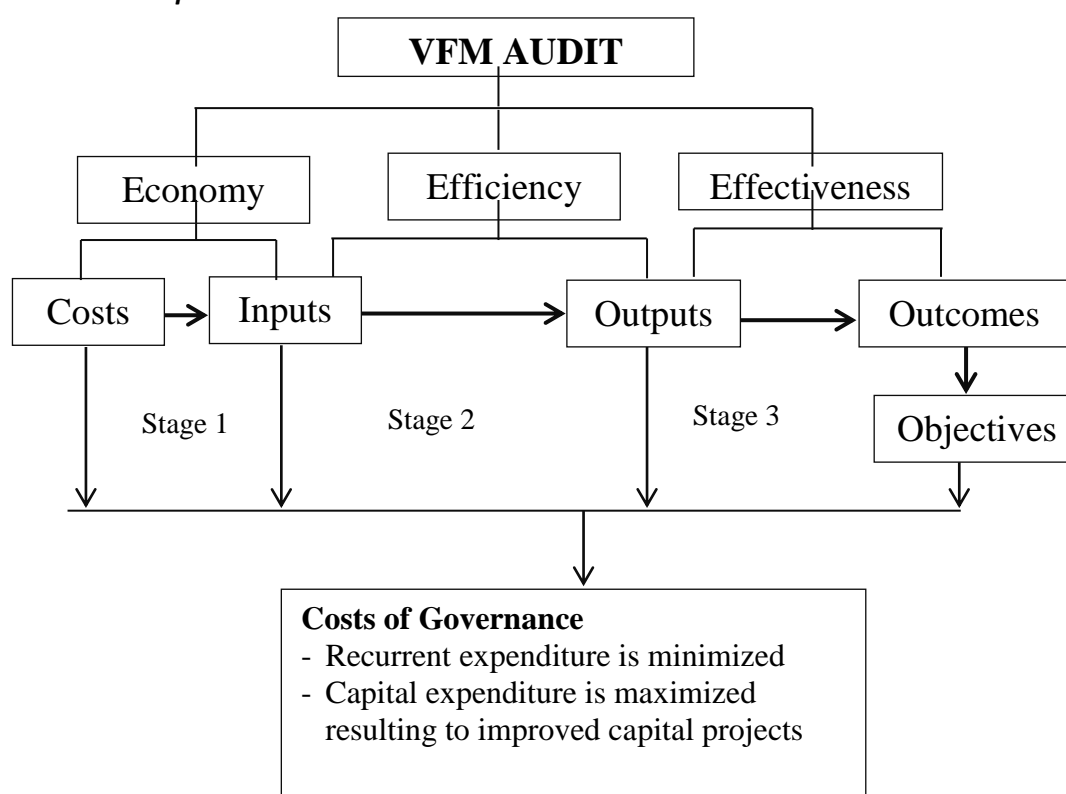 VFM AUDIT
Economy
Efficiency
Effectiveness
Costs
Inputs
Outputs
Outcomes
Stage 1
Stage 2
Stage 3
Objectives
Costs of Governance
- Recurrent expenditure is minimized
- Capital expenditure is maximized
resulting to improved capital projects